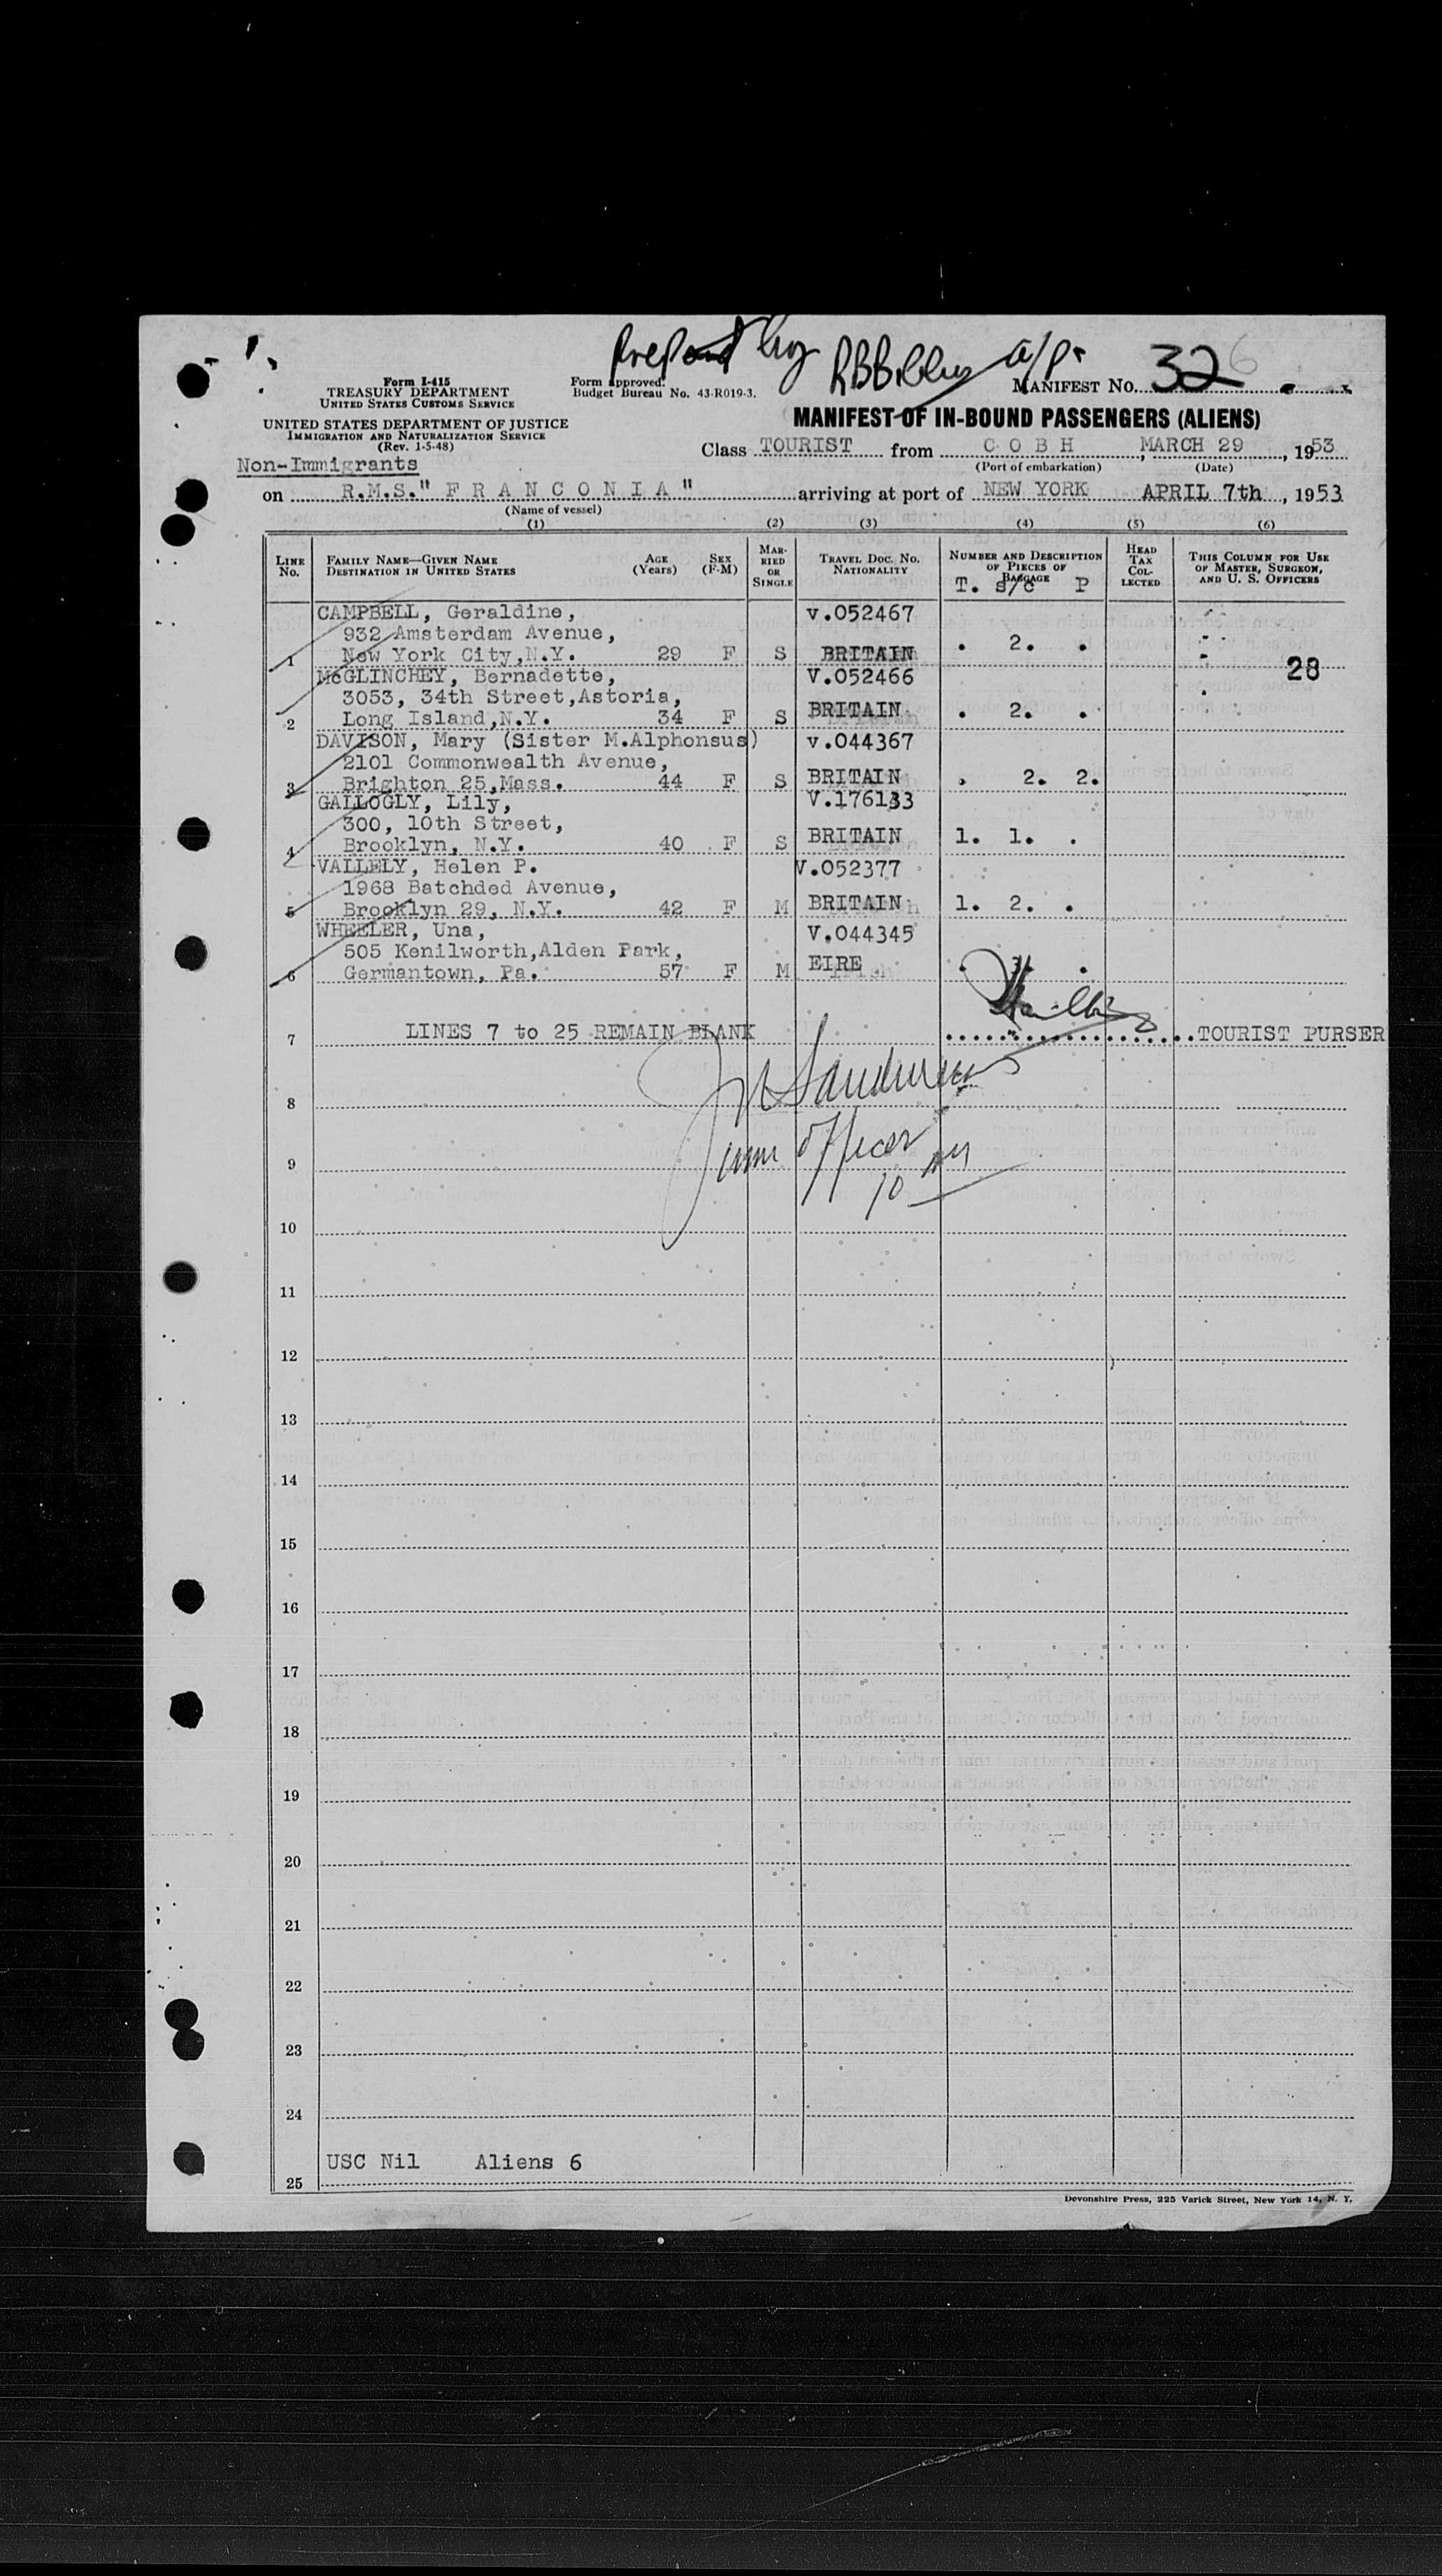 Prepared by RBB a/p.
Form I-415
TREASURY DEPARTMENT
UNITED STATES CUSTOMS SERVICE
Form approved.
Budget Bureau No. 43-R019-3.
MANIFEST NO. 32
UNITED STATES DEPARTMENT OF JUSTICE
IMMIGRATION AND NATURALIZATION SERVICE
(Rev. 1-5-48)
MANIFEST OF IN-BOUND PASSENGERS (ALIENS)
Non-Immigrants
Class TOURIST from C O B H, MARCH 29, 1953
(Port of embarkation) (Date)
on R.M.S." F R A N C O N I A " arriving at port of NEW YORK APRIL 7th, 1953
(Name of vessel)
(1) (2) (3) (4) (5) (6)
LINE NO. FAMILY NAME—GIVEN NAME DESTINATION IN UNITED STATES AGE (YEARS) SEX (F-M) MARRIED OR SINGLE TRAVEL DOC. NO. NATIONALITY NUMBER AND DESCRIPTION OF PIECES OF BAGGAGE HEAD TAX COLLECTED THIS COLUMN FOR USE OF MASTER, SURGEON, AND U. S. OFFICERS
T. S/C P
CAMPBELL, Geraldine, v.052467
932 Amsterdam Avenue,
1 New York City,N.Y. 29 F S BRITAIN . 2. . 28
McGLINCHEY, Bernadette, V.052466
3053, 34th Street,Astoria,
2 Long Island,N.Y. 34 F S BRITAIN . 2. .
DAVISON, Mary (Sister M.Alphonsus) v.044367
2101 Commonwealth Avenue,
3 Brighton 25,Mass. 44 F S BRITAIN . 2. 2.
GALLOGLY, Lily, V.176133
300, 10th Street,
4 Brooklyn, N.Y. 40 F S BRITAIN 1. 1. .
VALLELY, Helen P. V.052377
1968 Batchded Avenue,
5 Brooklyn 29, N.Y. 42 F M BRITAIN 1. 2. .
WHEELER, Una, V.044345
505 Kenilworth,Alden Park,
6 Germantown, Pa. 57 F M EIRE
7 LINES 7 to 25 REMAIN BLANK TOURIST PURSER
8
officer
9
10
10
11
12
13
14
15
16
17
18
19
20
21
22
23
24
USC Nil Aliens 6
25
Devonshire Press, 225 Varick Street, New York 14, N. Y.